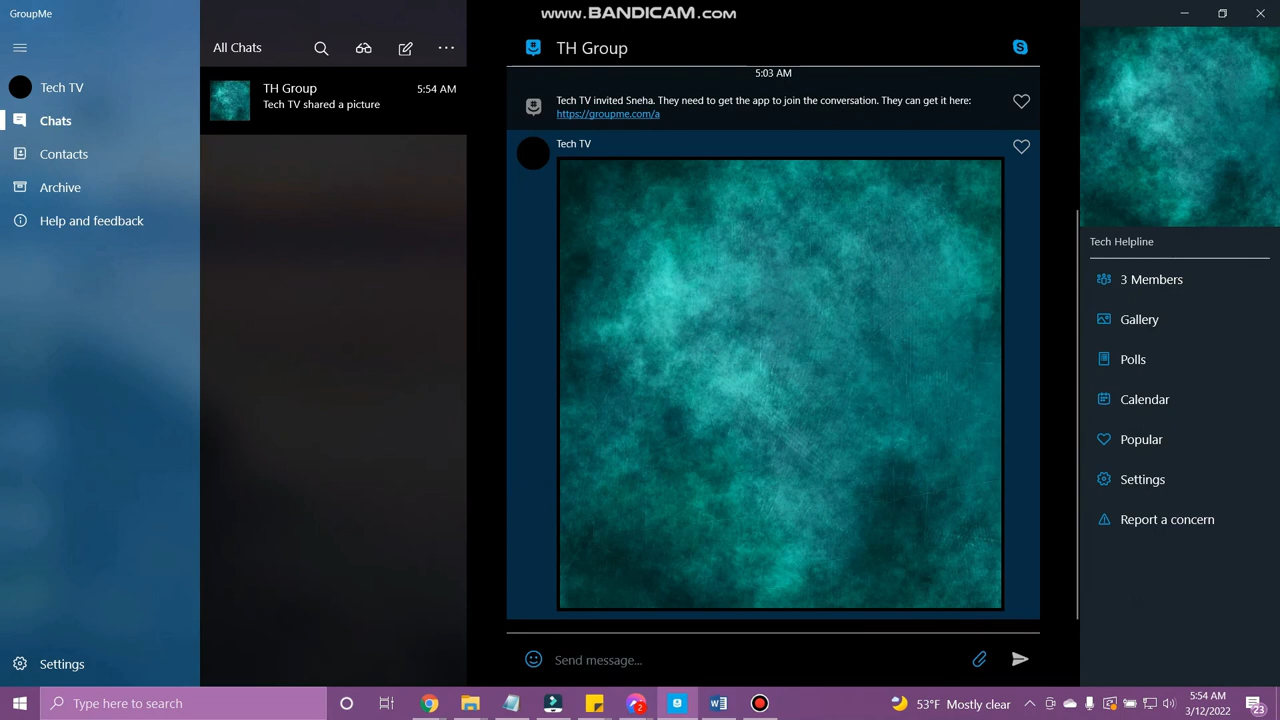 GroupMe
www.BANDICAM.com
All Chats
TH Group
Tech TV
Chats
Contacts
Archive
Help and feedback
Settings
TH Group
5:54 AM
Tech TV shared a picture
5:03 AM
Tech TV invited Sneha. They need to get the app to join the conversation. They can get it here:
https://groupme.com/a
Tech TV
Send message...
Tech Helpline
3 Members
Gallery
Polls
Calendar
Popular
Settings
Report a concern
Type here to search
2
53°F Mostly clear
5:54 AM
3/12/2022
23